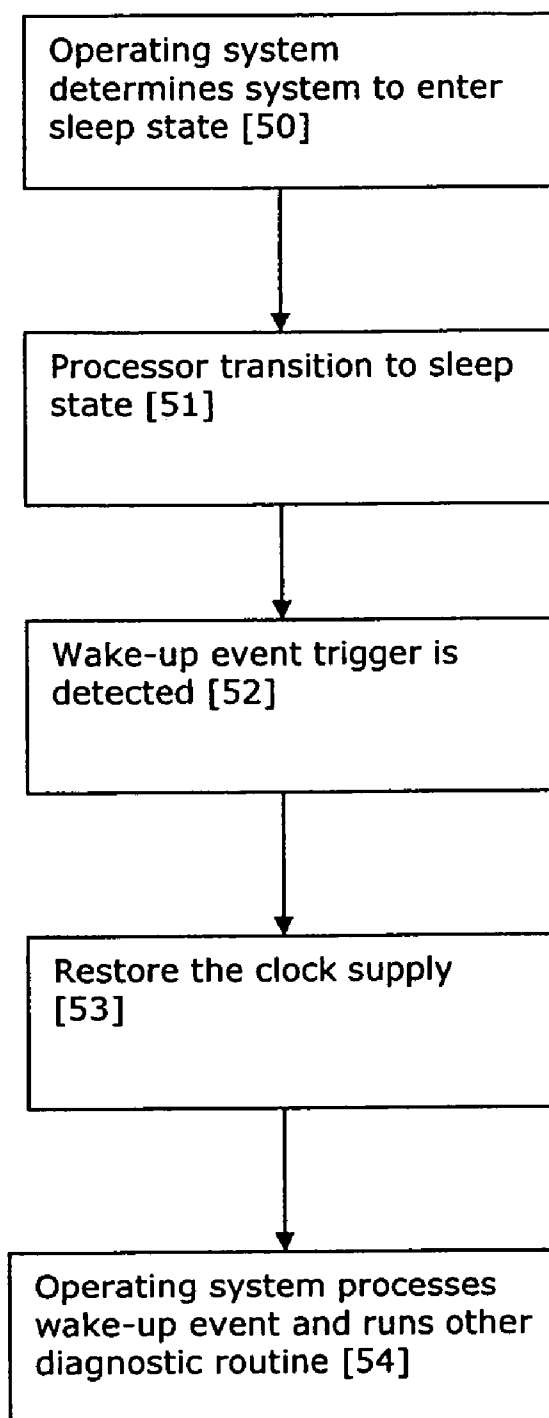 Operating system
determines system to enter
sleep state [50]
Processor transition to sleep
state [51]
Wake-up event trigger is
detected [52]
Restore the clock supply
[53]
Operating system processes
wake-up event and runs other
diagnostic routine [54]